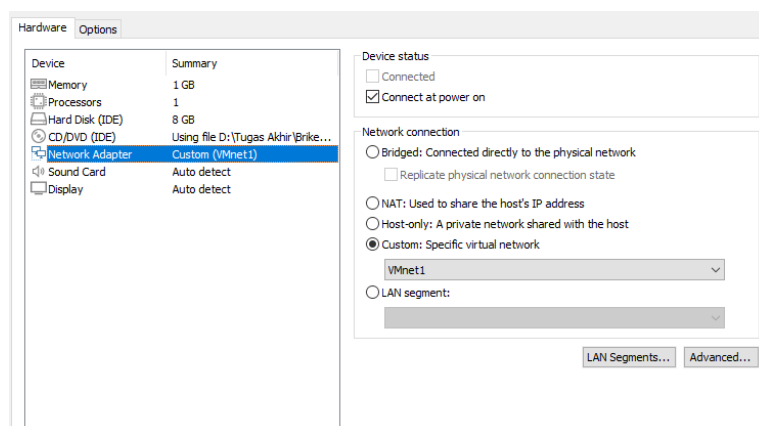 Hardware Options
Device Summary
Memory 1 GB
Processors 1
Hard Disk (IDE) 8 GB
CD/DVD (IDE) Using file D:\Tugas Akhir\Brike...
Network Adapter Custom (VMnet1)
Sound Card Auto detect
Display Auto detect
Device status
Connected
Connect at power on
Network connection
Bridged: Connected directly to the physical network
Replicate physical network connection state
NAT: Used to share the host's IP address
Host-only: A private network shared with the host
Custom: Specific virtual network
VMnet1
LAN segment:
LAN Segments... Advanced...